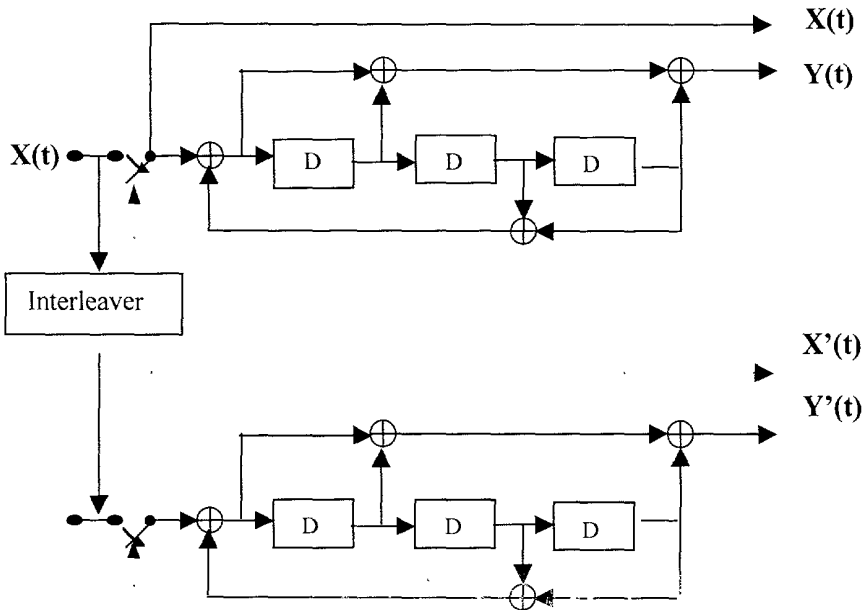 X(t)
Y(t)
X(t)
D
D
D
Interleaver
X’(t)
Y’(t)
D
D
D